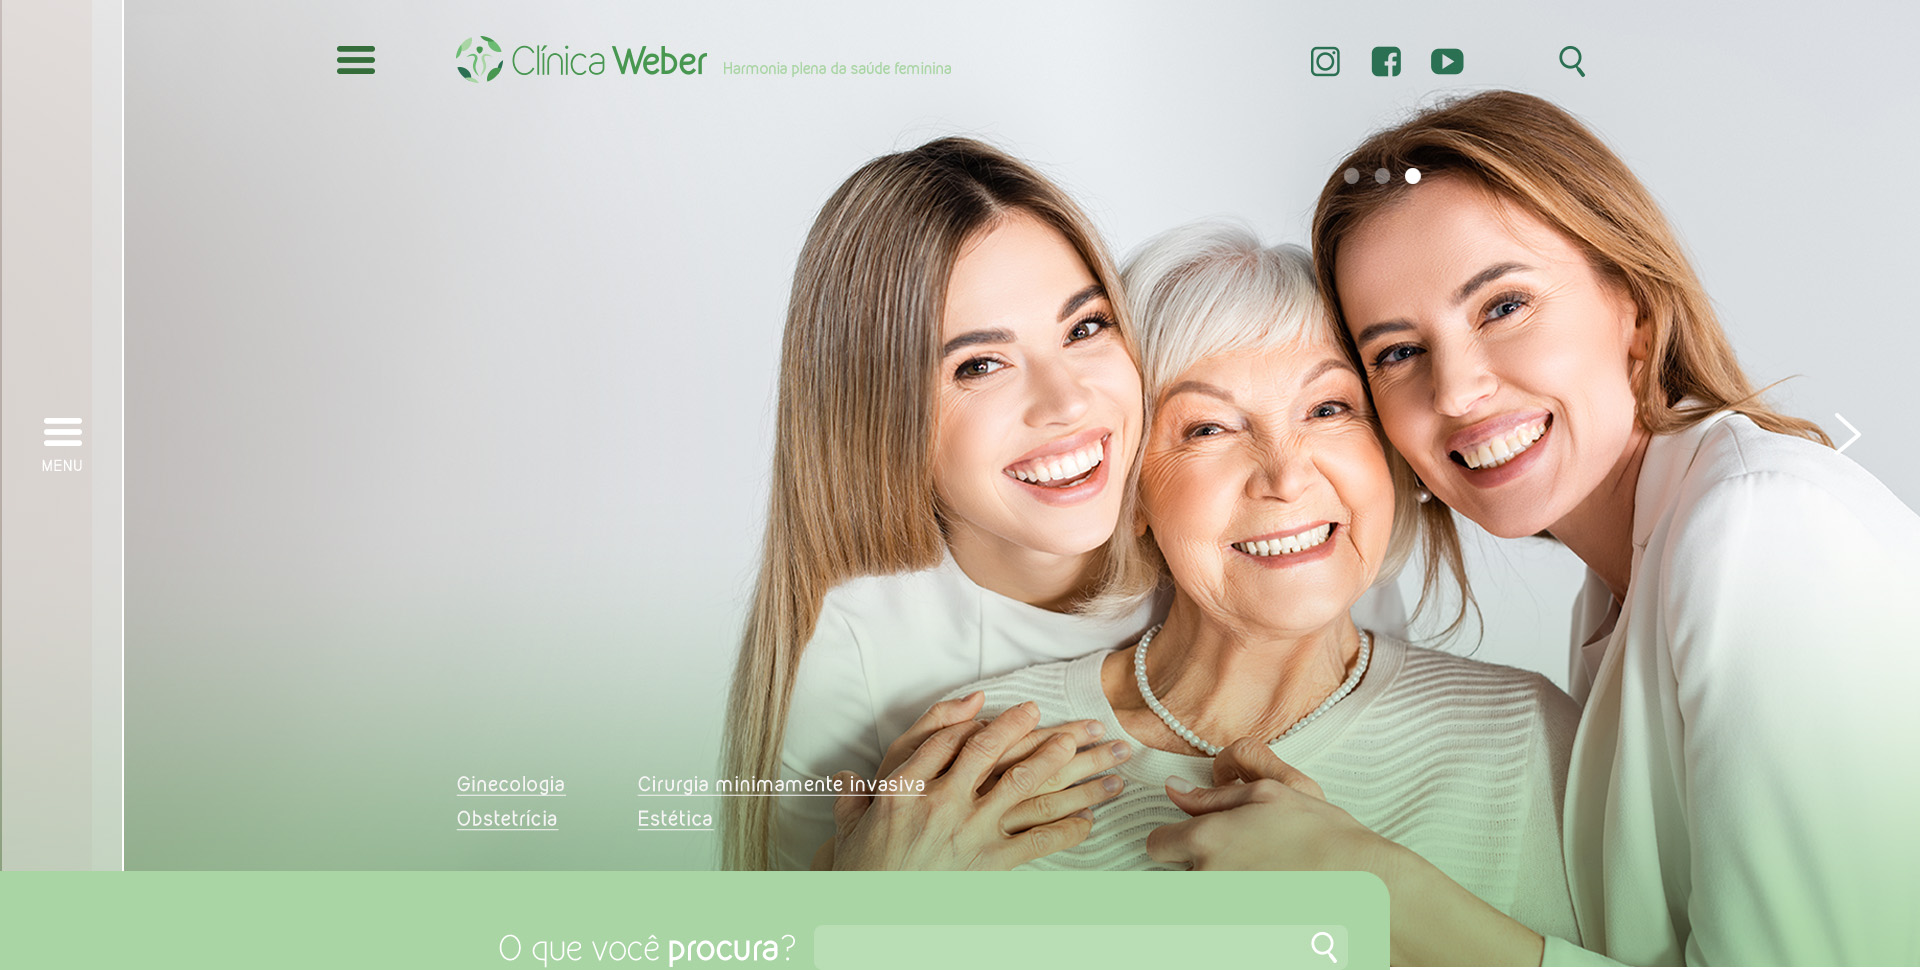 Clínica Weber
Harmonia plena da saúde feminina
MENU
Ginecologia
Cirurgia minimamente invasiva
Obstetrícia
Estética
O que você procura?